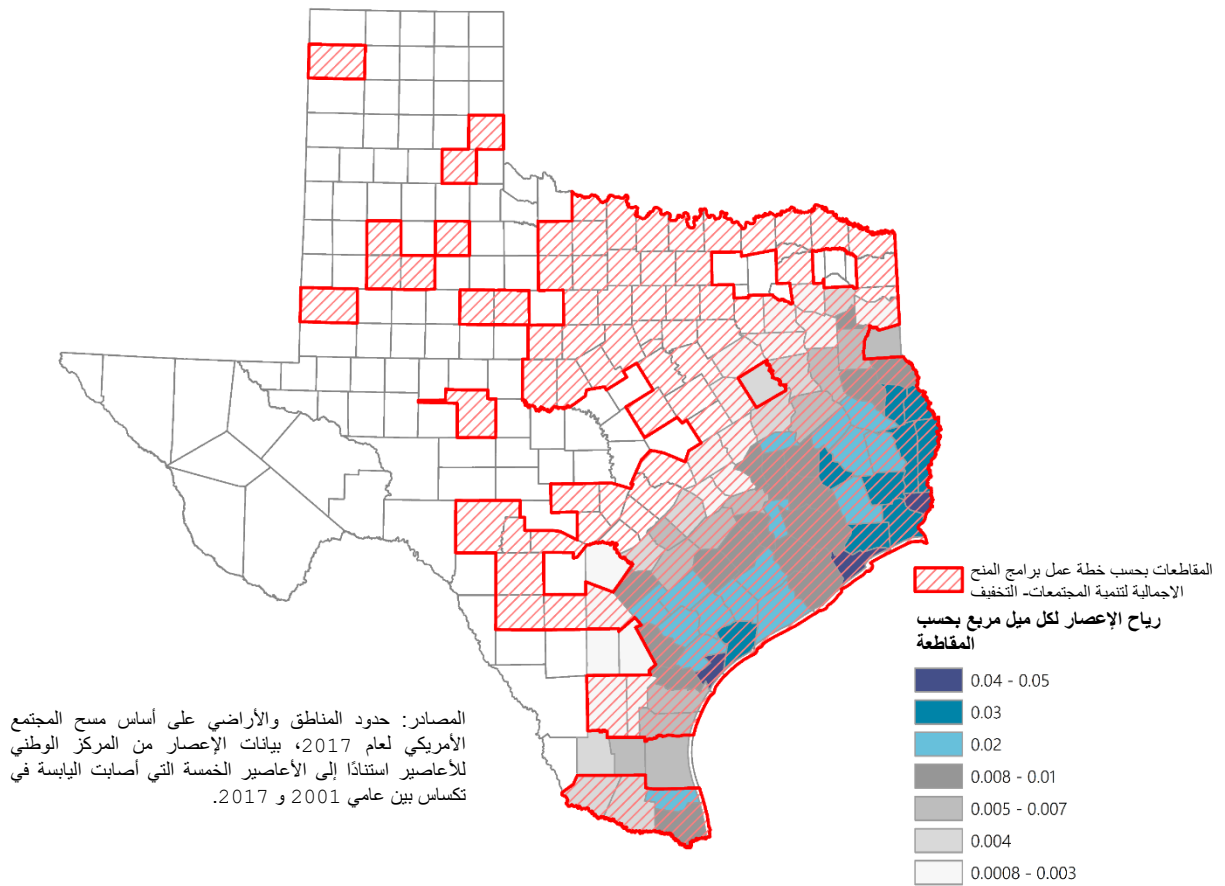 المقاطعات بحسب خطة عمل برامج المنح
الاجمالية لتنمية المجتمعات- التخفيف
رياح الإعصار لكل ميل مربع بحسب
المقاطعة
0.04 - 0.05
0.03
0.02
0.008 - 0.01
0.005 - 0.007
0.004
0.0008 - 0.003
المصادر: حدود المناطق والأراضي على أساس مسح المجتمع
الأمريكي لعام 2017، بيانات الإعصار من المركز الوطني
للأعاصير استنادًا إلى الأعاصير الخمسة التي أصابت اليابسة في
تكساس بين عامي 2001 و 2017.